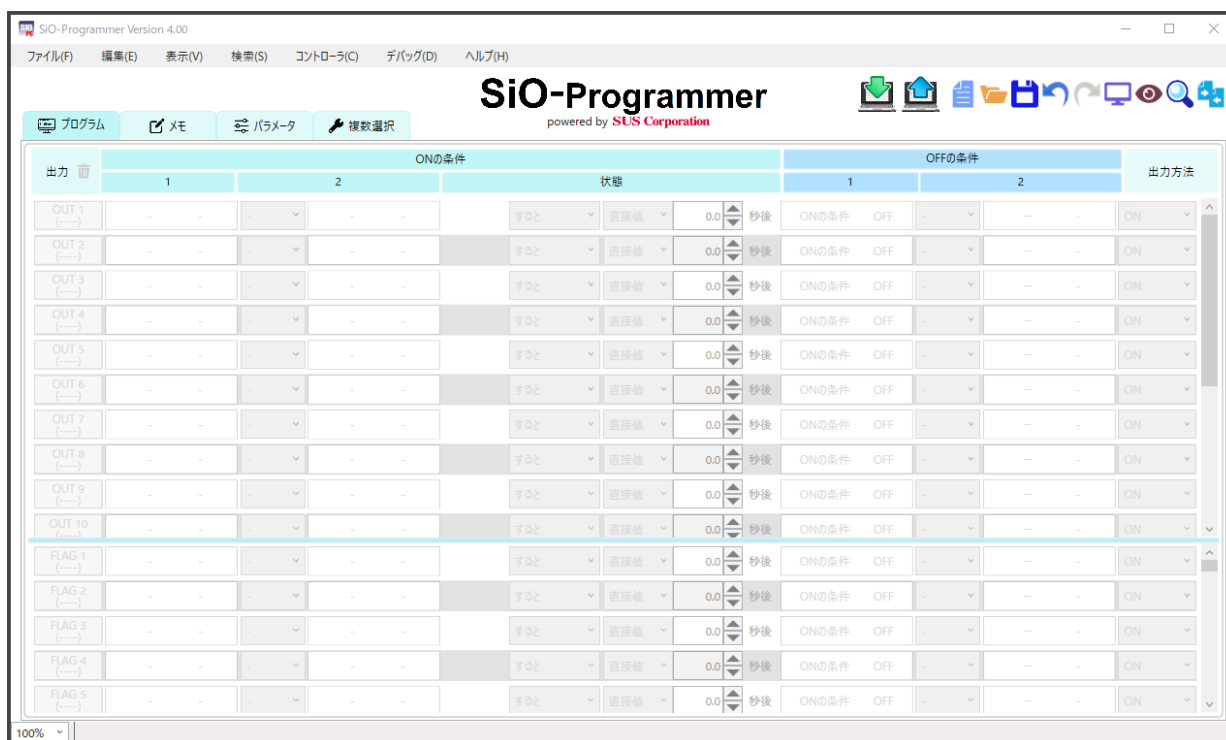 SiO-Programmer Version 4.00
ファイル(F) 編集(E) 表示(V) 検索(S) コントローラ(C) デバッグ(D) ヘルプ(H)
SiO-Programmer
powered by SUS Corporation
プログラム メモ パラメータ 複数選択
出力 ONの条件 OFFの条件 出力方法
1 2 状態 1 2
OUT 1 (-----) - - - - - すると 直接値 0.0 秒後 ONの条件 OFF - - - ON
OUT 2 (-----) - - - - - すると 直接値 0.0 秒後 ONの条件 OFF - - - ON
OUT 3 (-----) - - - - - すると 直接値 0.0 秒後 ONの条件 OFF - - - ON
OUT 4 (-----) - - - - - すると 直接値 0.0 秒後 ONの条件 OFF - - - ON
OUT 5 (-----) - - - - - すると 直接値 0.0 秒後 ONの条件 OFF - - - ON
OUT 6 (-----) - - - - - すると 直接値 0.0 秒後 ONの条件 OFF - - - ON
OUT 7 (-----) - - - - - すると 直接値 0.0 秒後 ONの条件 OFF - - - ON
OUT 8 (-----) - - - - - すると 直接値 0.0 秒後 ONの条件 OFF - - - ON
OUT 9 (-----) - - - - - すると 直接値 0.0 秒後 ONの条件 OFF - - - ON
OUT 10 (-----) - - - - - すると 直接値 0.0 秒後 ONの条件 OFF - - - ON
FLAG 1 (-----) - - - - - すると 直接値 0.0 秒後 ONの条件 OFF - - - ON
FLAG 2 (-----) - - - - - すると 直接値 0.0 秒後 ONの条件 OFF - - - ON
FLAG 3 (-----) - - - - - すると 直接値 0.0 秒後 ONの条件 OFF - - - ON
FLAG 4 (-----) - - - - - すると 直接値 0.0 秒後 ONの条件 OFF - - - ON
FLAG 5 (-----) - - - - - すると 直接値 0.0 秒後 ONの条件 OFF - - - ON
100%